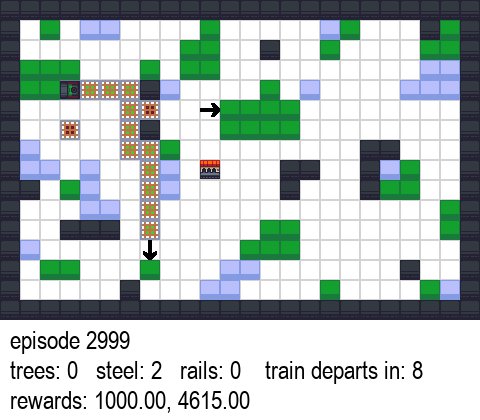 episode 2999
trees: 0 steel: 2 rails: 0 train departs in: 8
rewards: 1000.00, 4615.00